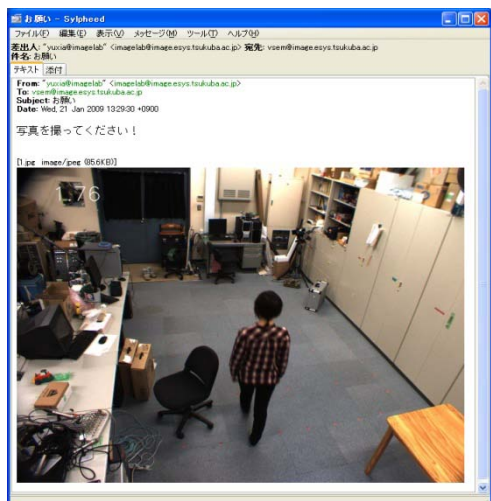 お願い - Sylpheed
ファイル(F) 編集(E) 表示(V) メッセージ(M) ツール(T) ヘルプ(H)
差出人: "yuxia@imagelab" <imagelab@image.esys.tsukuba.ac.jp> 宛先: vsem@image.esys.tsukuba.ac.jp
件名: お願い
テキスト 添付
From: "yuxia@imagelab" <imagelab@image.esys.tsukuba.ac.jp>
To: vsem@image.esys.tsukuba.ac.jp
Subject: お願い
Date: Wed, 21 Jan 2009 13:29:30 +0900
写真を撮ってください！
[1.jpg image/jpeg (85.6KB)]
1.76